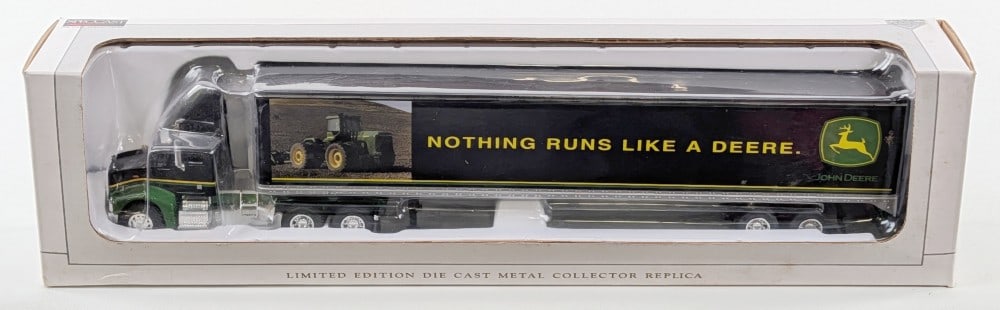 NOTHING RUNS LIKE A DEERE.
JOHN DEERE
LIMITED EDITION DIE CAST METAL COLLECTOR REPLICA